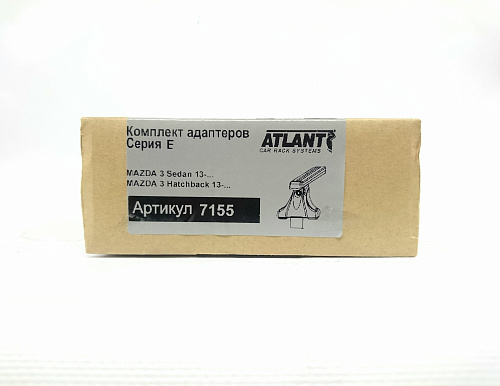 Комплект адаптеров
Серия E
ATLANT
CAR RACK SYSTEMS
MAZDA 3 Sedan 13-...
MAZDA 3 Hatchback 13-...
Артикул 7155